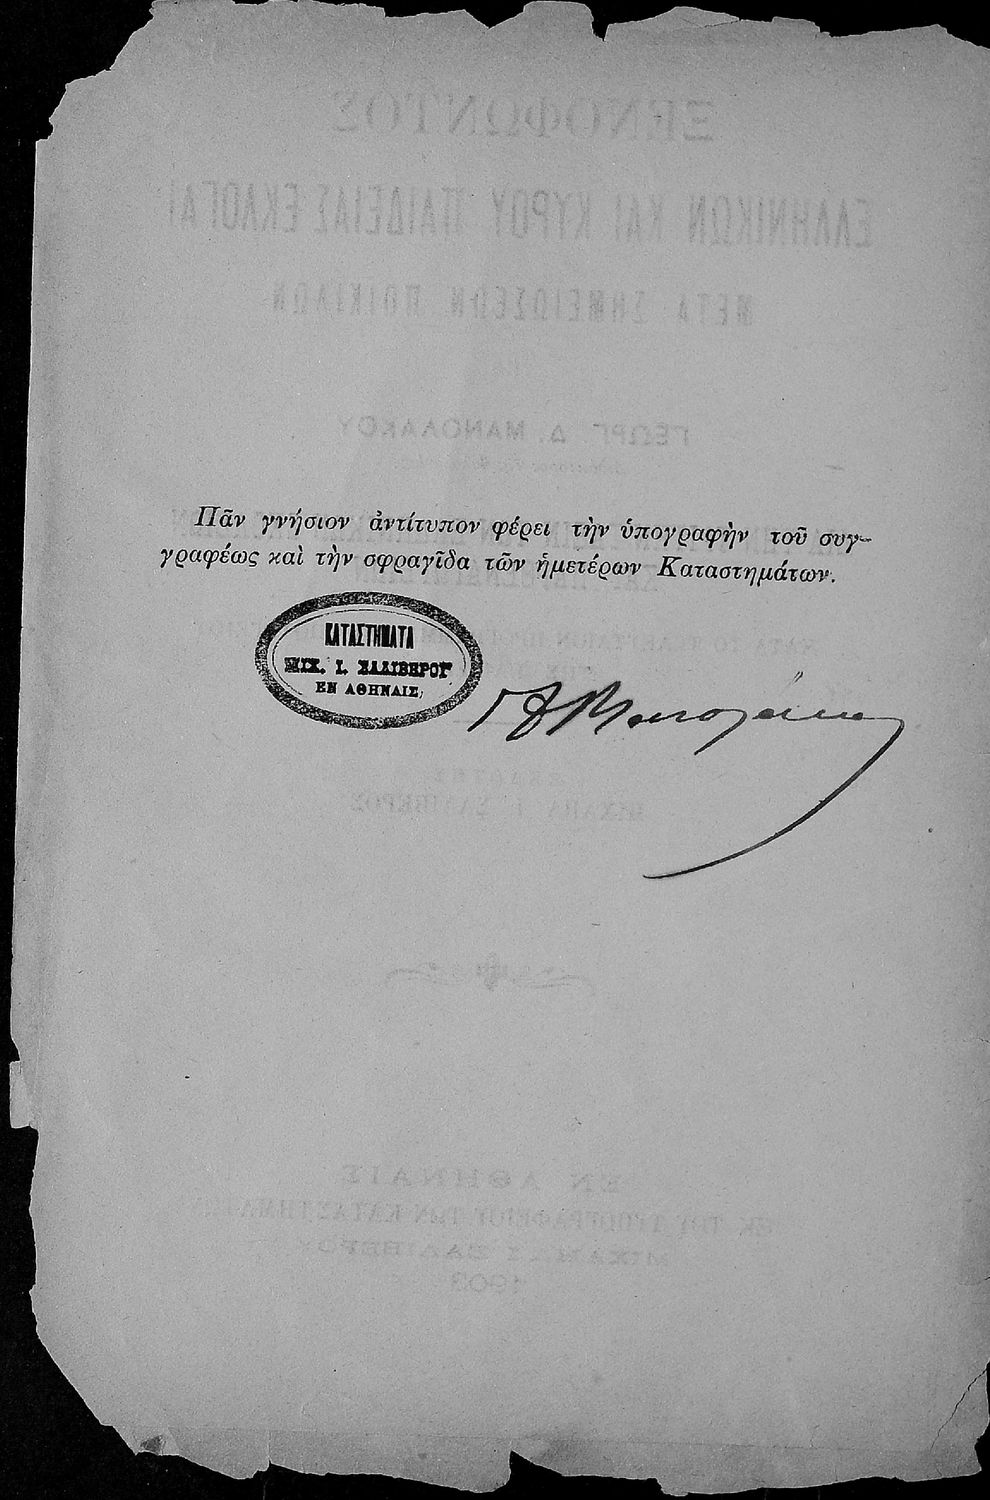 Πᾶν γνήσιον ἀντίτυπον φέρει τὴν ὑπογραφὴν τοῦ συγ-
γραφέως καὶ τὴν σφραγῖδα τῶν ἡμετέρων Καταστημάτων.
ΚΑΤΑΣΤΗΜΑΤΑ
ΜΙΧ. Ι. ΣΑΛΙΒΕΡΟΥ
ΕΝ ΑΘΗΝΑΙΣ